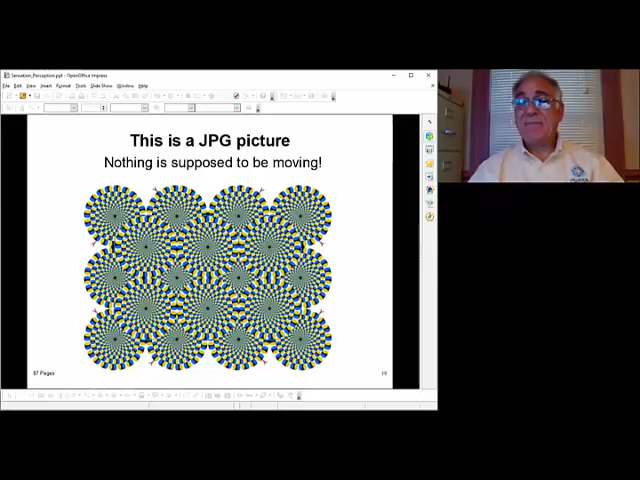 Sensation_Perception.ppt - OpenOffice Impress
File Edit View Insert Format Tools Slide Show Window Help
This is a JPG picture
Nothing is supposed to be moving!
87 Pages
10